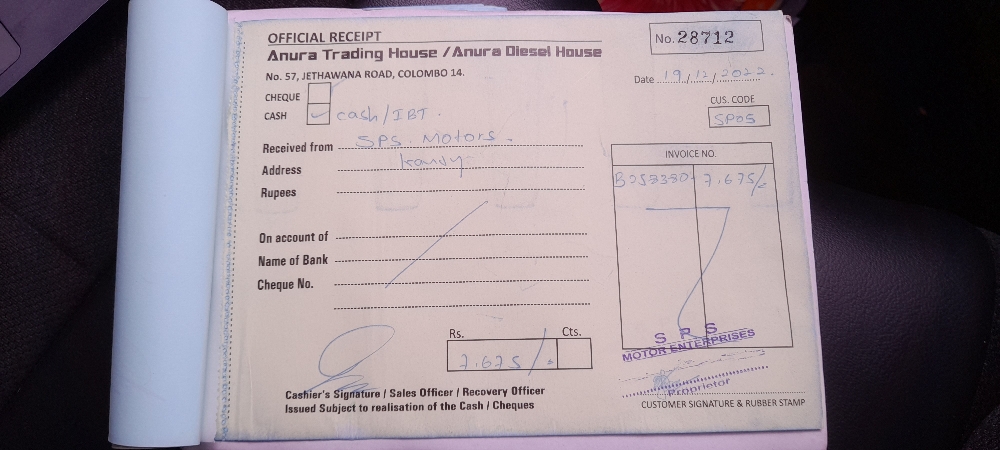 OFFICIAL RECEIPT
Anura Trading House / Anura Diesel House
No. 57, JETHAWANA ROAD, COLOMBO 14.
No. 28712
Date 19/12/2022.
CHEQUE
CASH ✓ cash/IBT.
CUS. CODE
SP05
Received from SPS Motors.
Address kandy
Rupees
INVOICE NO.
7,675/=
On account of
Name of Bank
Cheque No.
Rs. Cts.
7,675/=
S R S
MOTOR ENTERPRISES
Proprietor
Cashier's Signature / Sales Officer / Recovery Officer
Issued Subject to realisation of the Cash / Cheques
CUSTOMER SIGNATURE & RUBBER STAMP